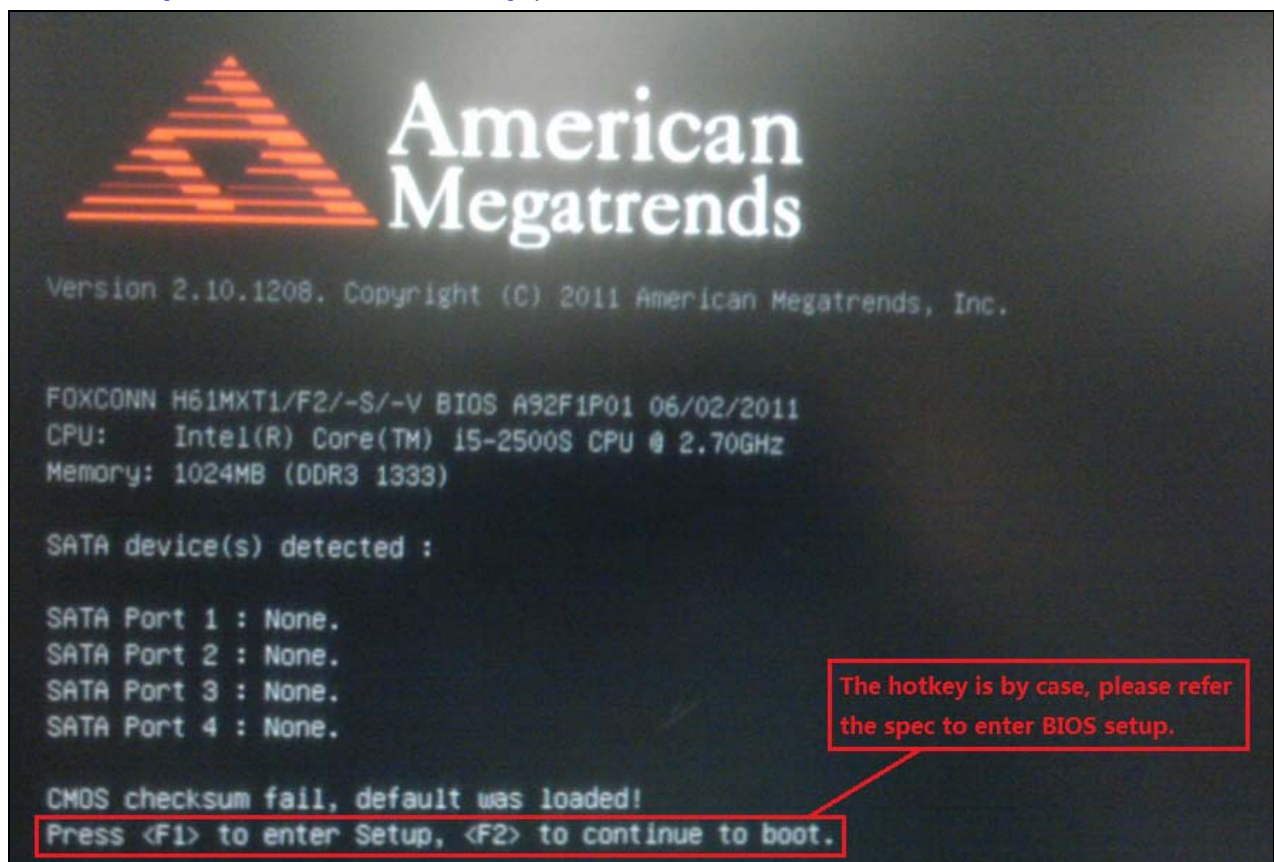 American
Megatrends
Version 2.10.1208. Copyright (C) 2011 American Megatrends, Inc.
FOXCONN H61MXT1/F2/-S/-V BIOS A92F1P01 06/02/2011
CPU: Intel(R) Core(TM) i5-2500S CPU @ 2.70GHz
Memory: 1024MB (DDR3 1333)
SATA device(s) detected :
SATA Port 1 : None.
SATA Port 2 : None.
SATA Port 3 : None.
SATA Port 4 : None.
The hotkey is by case, please refer
the spec to enter BIOS setup.
CMOS checksum fail, default was loaded!
Press <F1> to enter Setup, <F2> to continue to boot.